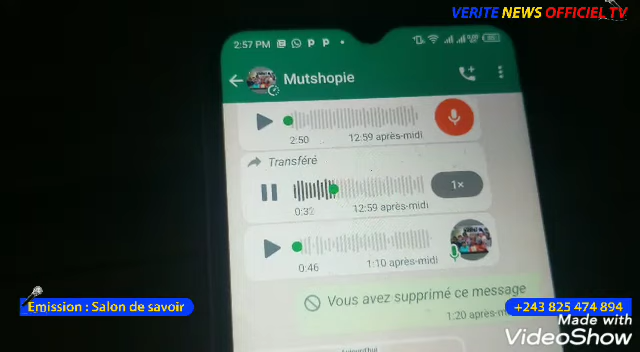 VERITE NEWS OFFICIEL TV
2:57 PM
Mutshopie
2:50 12:59 après-midi
Transféré
1×
0:32 12:59 après-midi
0:46 1:10 après-midi
Vous avez supprimé ce message
1:20 après-m
Emission : Salon de savoir
+243 825 474 894
Made with
VideoShow
Aujourd'hui